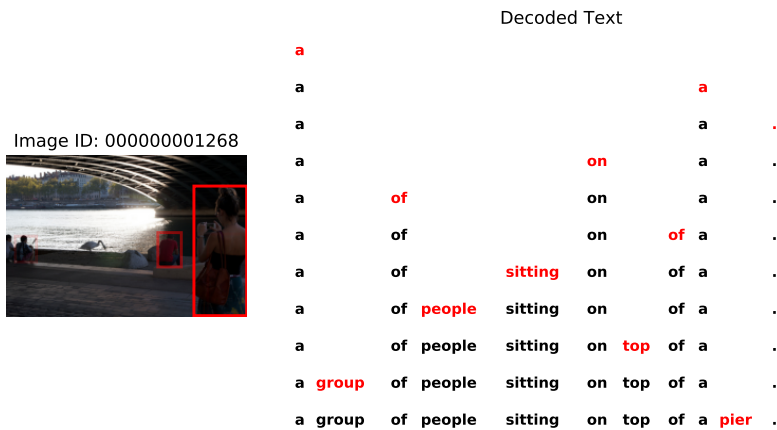 Decoded Text
a
a a
a a .
Image ID: 000000001268
a on a .
a of on a .
a of on of a .
a of sitting on of a .
a of people sitting on of a .
a of people sitting on top of a .
a group of people sitting on top of a .
a group of people sitting on top of a pier .